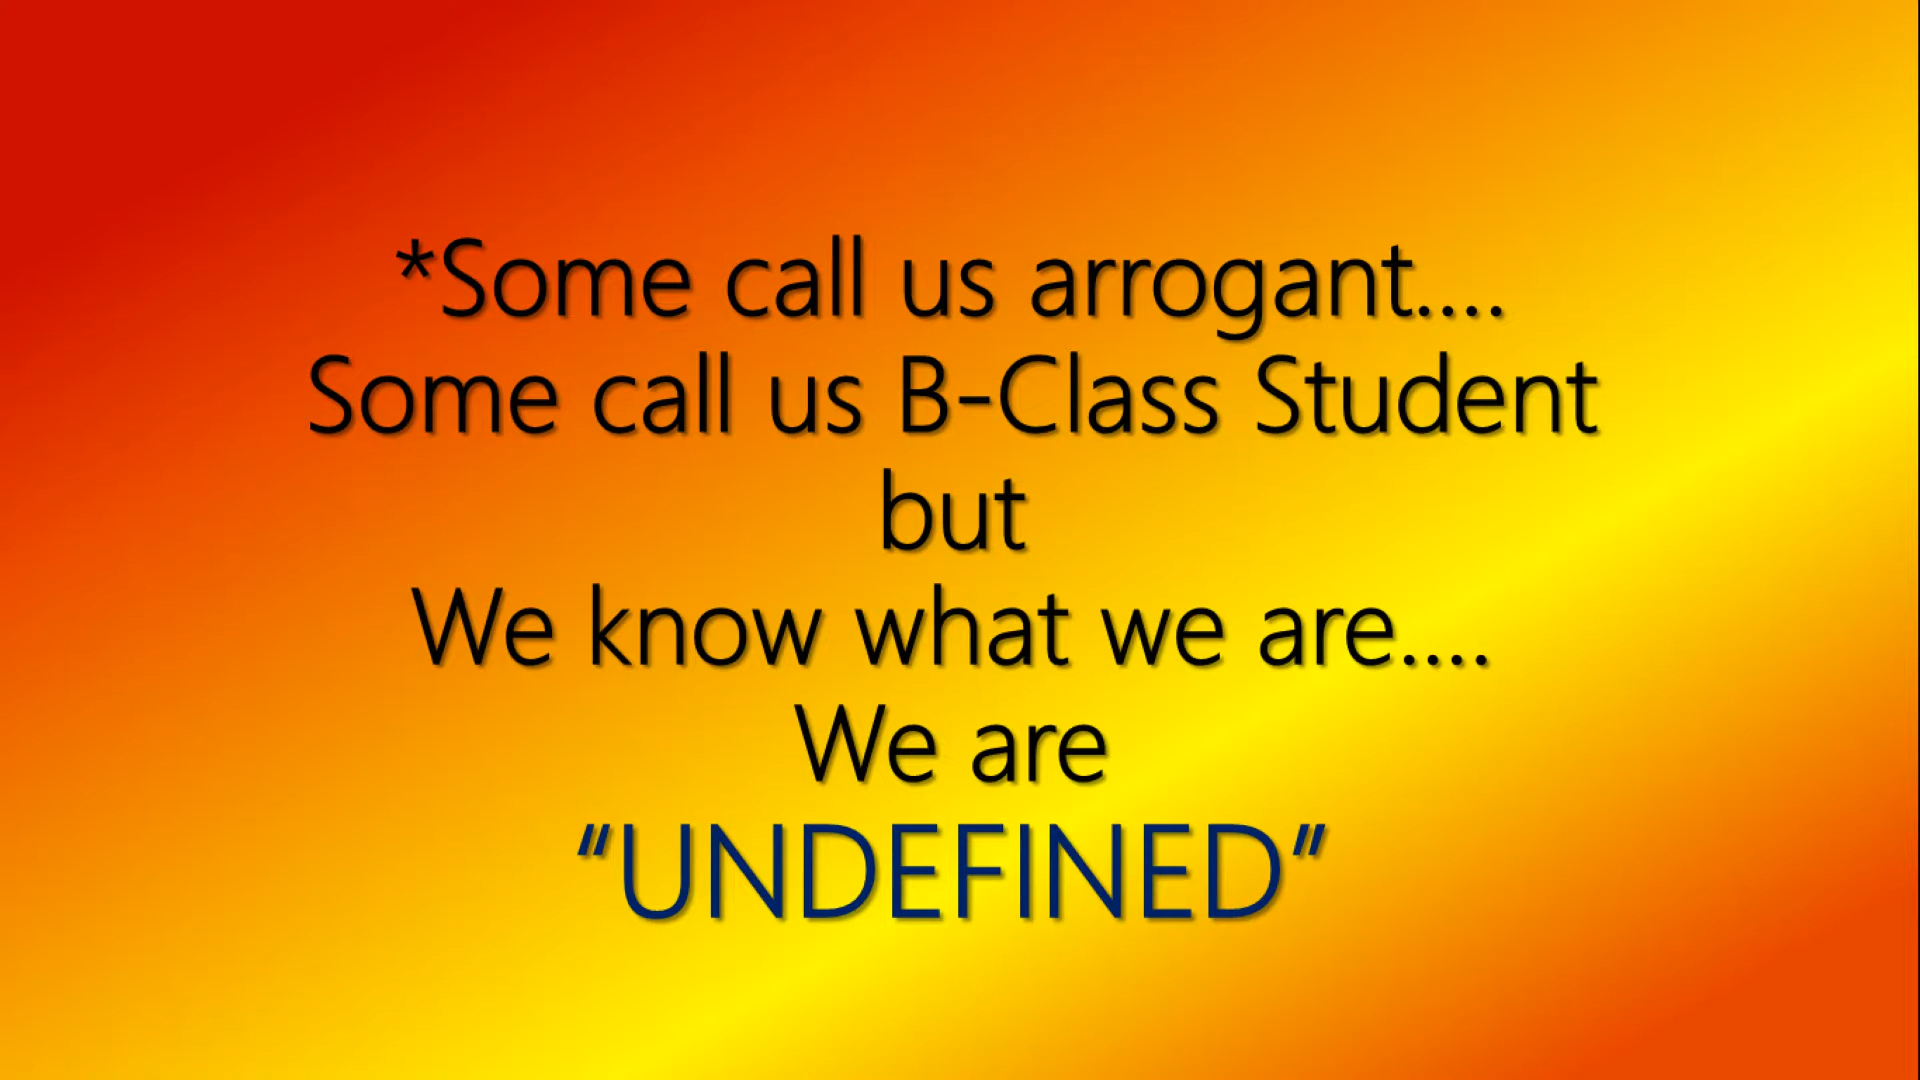 *Some call us arrogant....
Some call us B-Class Student
but
We know what we are....
We are
“UNDEFINED”